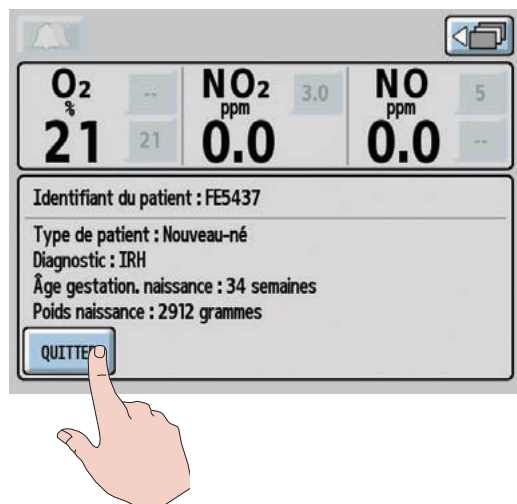 O2 % -- 21 21
NO2 ppm 3.0 0.0
NO ppm 5 0.0 --
Identifiant du patient : FE5437
Type de patient : Nouveau-né
Diagnostic : IRH
Âge gestation. naissance : 34 semaines
Poids naissance : 2912 grammes
QUITTER